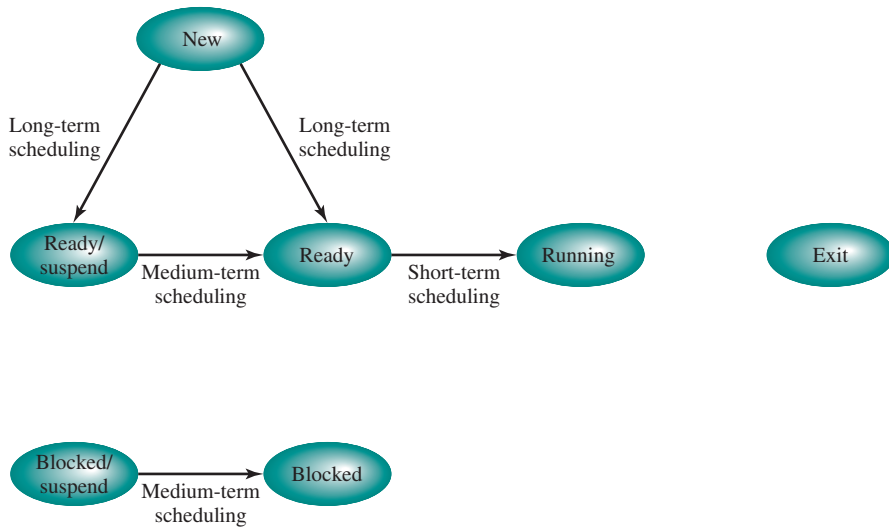 New
Long-term
scheduling
Long-term
scheduling
Ready/
suspend
Medium-term
scheduling
Ready
Short-term
scheduling
Running
Exit
Blocked/
suspend
Medium-term
scheduling
Blocked